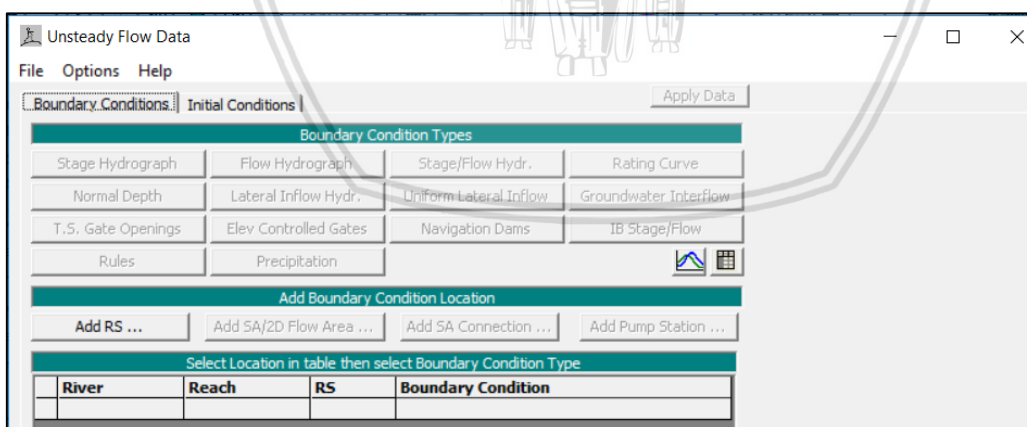 Unsteady Flow Data
File Options Help
Boundary Conditions Initial Conditions Apply Data
Boundary Condition Types
Stage Hydrograph Flow Hydrograph Stage/Flow Hydr. Rating Curve
Normal Depth Lateral Inflow Hydr. Uniform Lateral Inflow Groundwater Interflow
T.S. Gate Openings Elev Controlled Gates Navigation Dams IB Stage/Flow
Rules Precipitation
Add Boundary Condition Location
Add RS ... Add SA/2D Flow Area ... Add SA Connection ... Add Pump Station ...
Select Location in table then select Boundary Condition Type
River Reach RS Boundary Condition